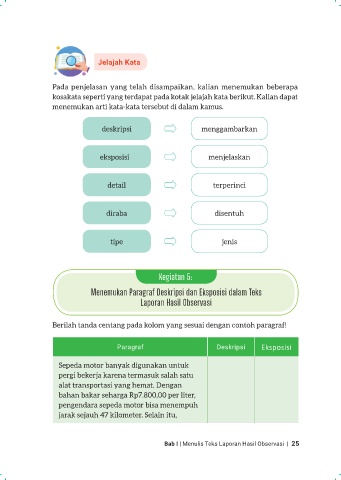 Jelajah Kata
Pada penjelasan yang telah disampaikan, kalian menemukan beberapa
kosakata seperti yang terdapat pada kotak jelajah kata berikut. Kalian dapat
menemukan arti kata-kata tersebut di dalam kamus.
deskripsi
menggambarkan
eksposisi
menjelaskan
detail
terperinci
diraba
disentuh
tipe
jenis
Kegiatan 5:
Menemukan Paragraf Deskripsi dan Eksposisi dalam Teks
Laporan Hasil Observasi
Berilah tanda centang pada kolom yang sesuai dengan contoh paragraf!
Paragraf
Deskripsi
Eksposisi
Sepeda motor banyak digunakan untuk
pergi bekerja karena termasuk salah satu
alat transportasi yang hemat. Dengan
bahan bakar seharga Rp7.800,00 per liter,
pengendara sepeda motor bisa menempuh
jarak sejauh 47 kilometer. Selain itu,
Bab I | Menulis Teks Laporan Hasil Observasi | 25